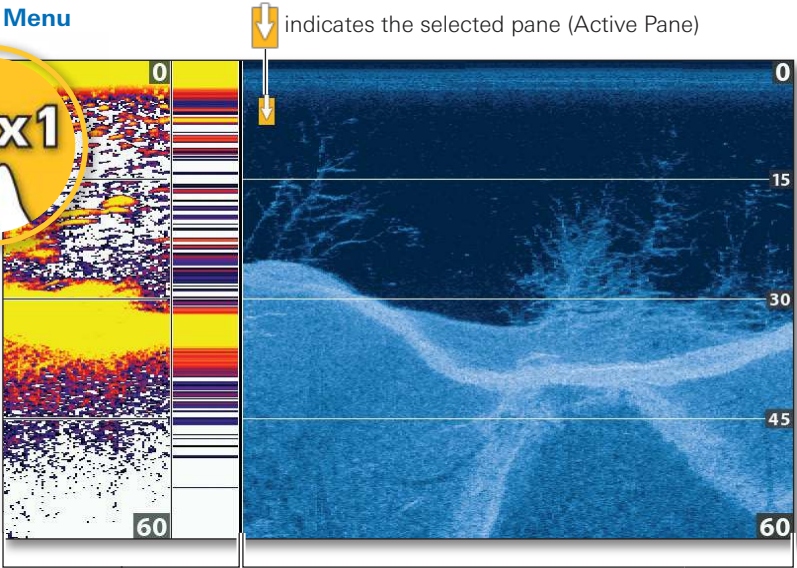 Menu
indicates the selected pane (Active Pane)
x1
0
60
0
15
30
45
60